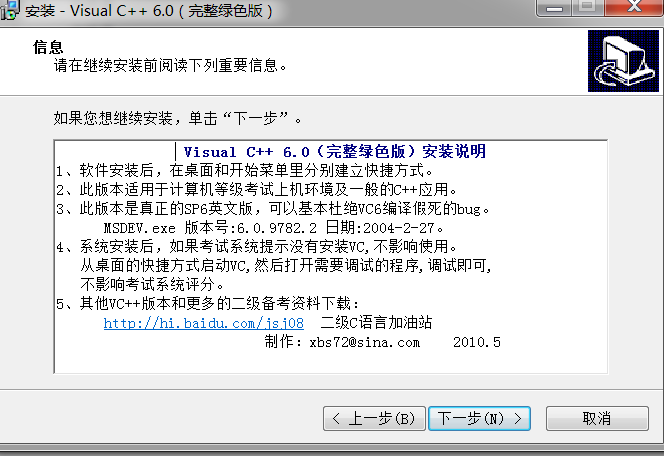 安装 - Visual C++ 6.0（完整绿色版）
信息
请在继续安装前阅读下列重要信息。
如果您想继续安装，单击“下一步”。
Visual C++ 6.0（完整绿色版）安装说明
1、软件安装后，在桌面和开始菜单里分别建立快捷方式。
2、此版本适用于计算机等级考试上机环境及一般的C++应用。
3、此版本是真正的SP6英文版，可以基本杜绝VC6编译假死的bug。
MSDEV.exe 版本号:6.0.9782.2 日期:2004-2-27。
4、系统安装后，如果考试系统提示没有安装VC,不影响使用。
从桌面的快捷方式启动VC,然后打开需要调试的程序,调试即可,
不影响考试系统评分。
5、其他VC++版本和更多的二级备考资料下载：
http://hi.baidu.com/jsj08 二级C语言加油站
制作：xbs72@sina.com 2010.5
< 上一步(B) 下一步(N) > 取消